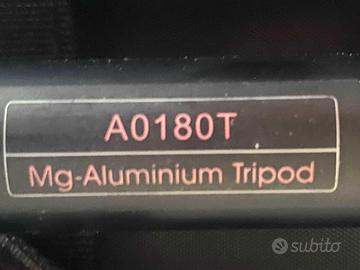 A0180T
Mg-Aluminium Tripod
subito